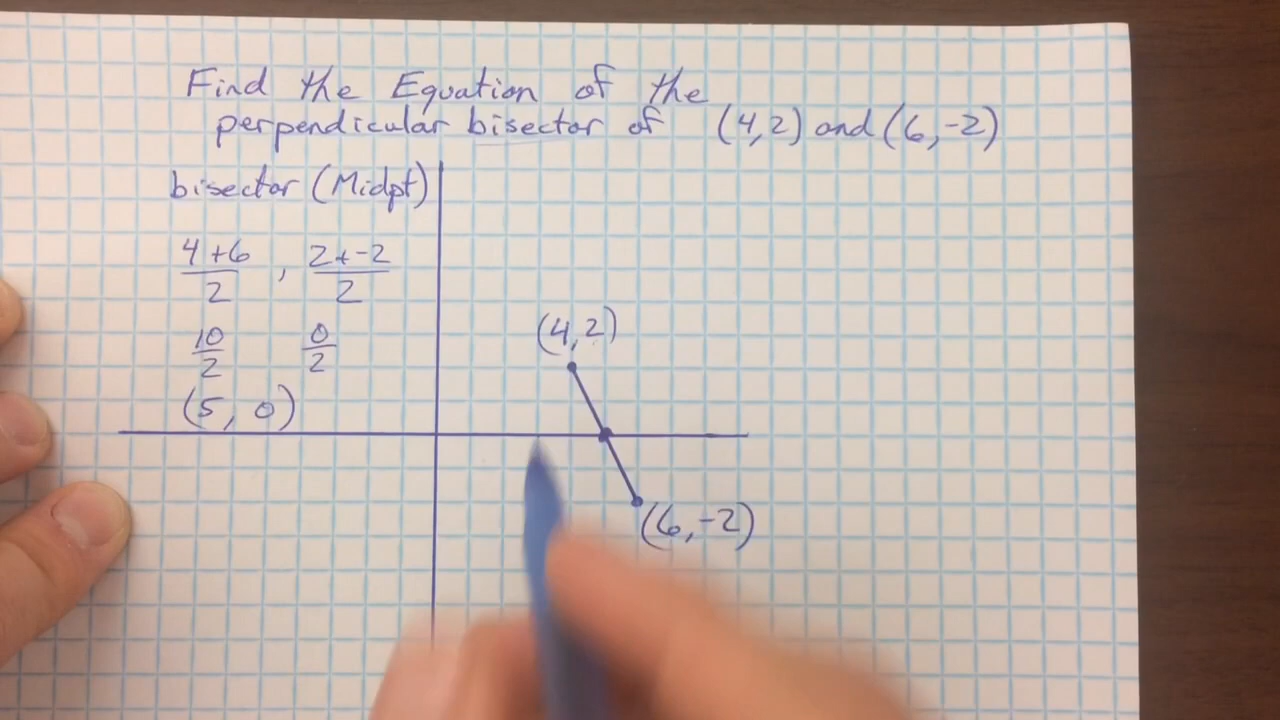 Find the Equation of the
perpendicular bisector of (4,2) and (6,-2)
bisector (Midpt)
4+6/2 , 2+-2/2
10/2 0/2
(5, 0)
(4,2)
(6,-2)